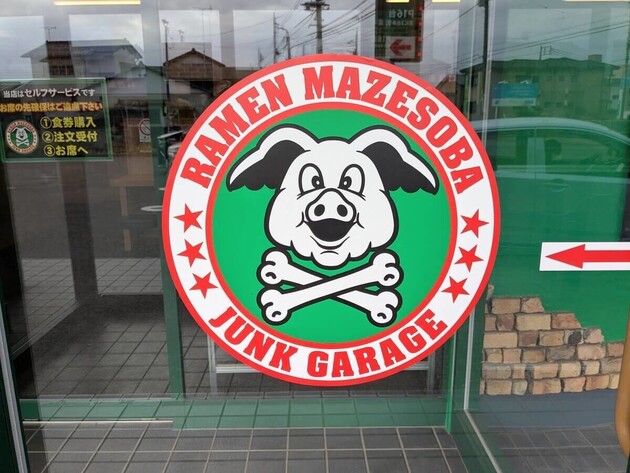 当店はセルフサービスです
お席の先確保はご遠慮下さい
①食券購入
②注文受付
③お席へ
RAMEN MAZESOBA
JUNK GARAGE